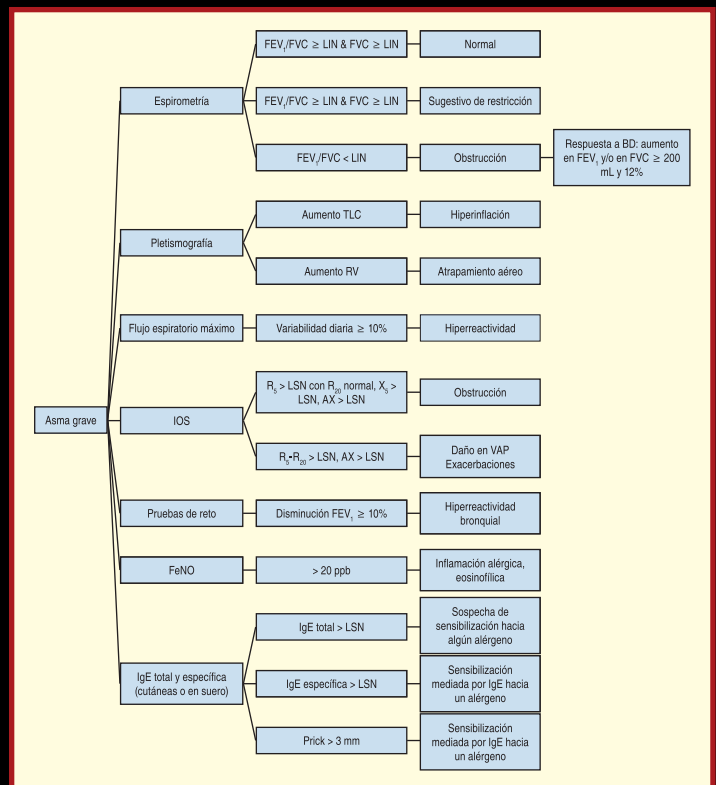 Asma grave
Espirometría
FEV₁/FVC ≥ LIN & FVC ≥ LIN
Normal
FEV₁/FVC ≥ LIN & FVC ≥ LIN
Sugestivo de restricción
FEV₁/FVC < LIN
Obstrucción
Respuesta a BD: aumento
en FEV₁ y/o en FVC ≥ 200
mL y 12%
Pletismografía
Aumento TLC
Hiperinflación
Aumento RV
Atrapamiento aéreo
Flujo espiratorio máximo
Variabilidad diaria ≥ 10%
Hiperreactividad
IOS
R₅ > LSN con R₂₀ normal, X₅ >
LSN, AX > LSN
Obstrucción
R₅-R₂₀ > LSN, AX > LSN
Daño en VAP
Exacerbaciones
Pruebas de reto
Disminución FEV₁ ≥ 10%
Hiperreactividad
bronquial
FeNO
> 20 ppb
Inflamación alérgica,
eosinofílica
IgE total y específica
(cutáneas o en suero)
IgE total > LSN
Sospecha de
sensibilización hacia
algún alérgeno
IgE específica > LSN
Sensibilización
mediada por IgE hacia
un alérgeno
Prick > 3 mm
Sensibilización
mediada por IgE hacia
un alérgeno